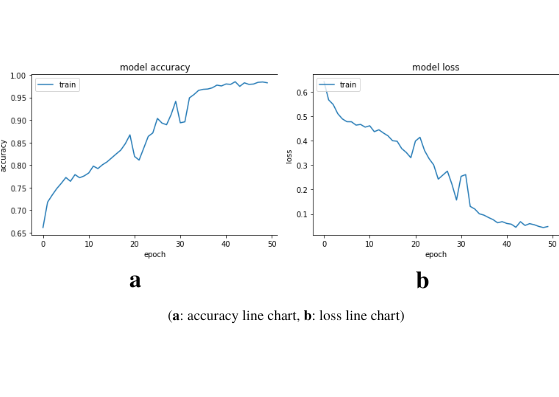 model accuracy
train
1.00
0.95
0.90
0.85
0.80
0.75
0.70
0.65
accuracy
0
10
20
30
40
50
epoch
a
model loss
train
0.6
0.5
0.4
0.3
0.2
0.1
loss
0
10
20
30
40
50
epoch
b
(a: accuracy line chart, b: loss line chart)